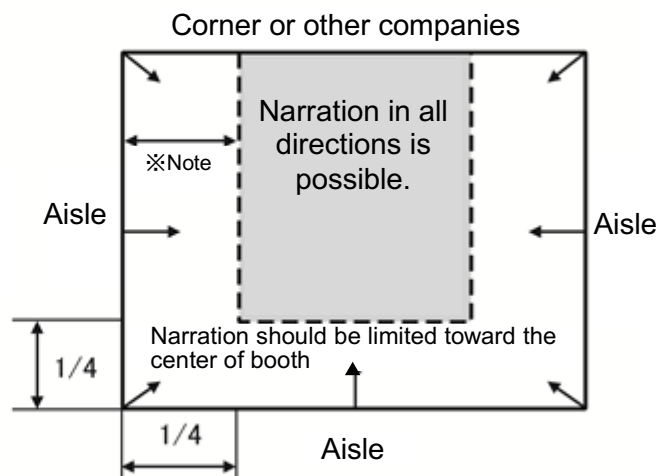 Corner or other companies
Narration in all
directions is
possible.
※Note
Aisle
Aisle
Narration should be limited toward the
center of booth
1/4
1/4
Aisle